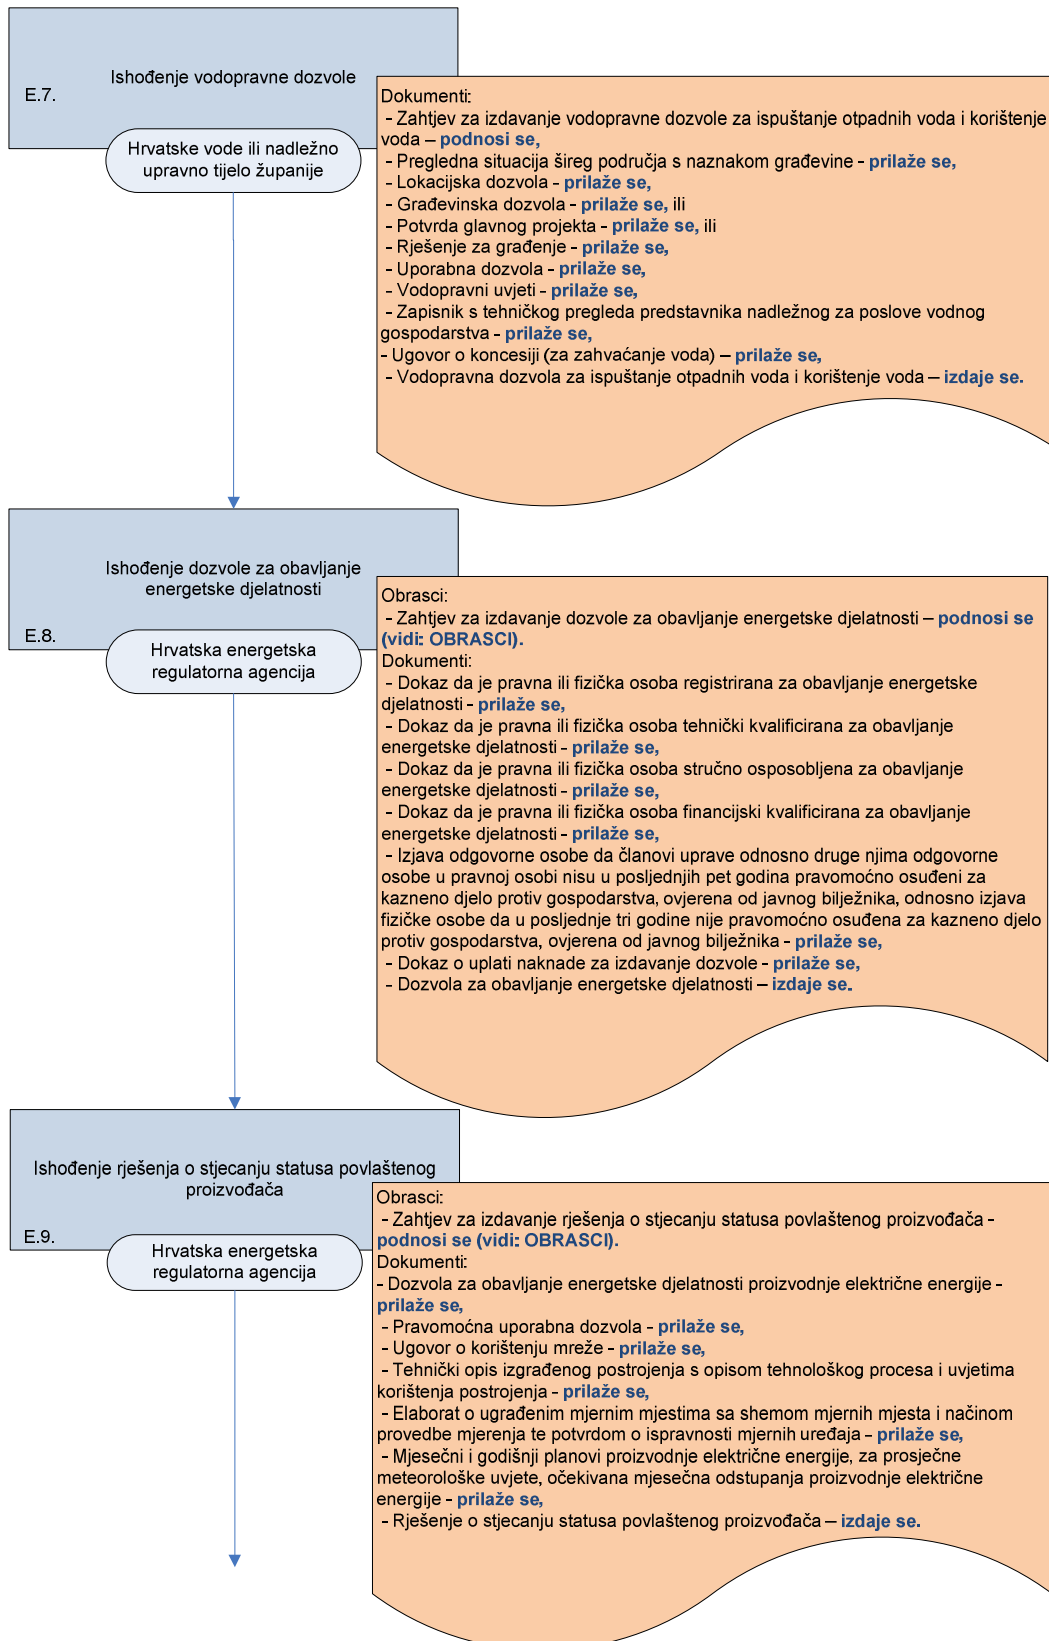 Ishođenje vodopravne dozvole
E.7.
Hrvatske vode ili nadležno
upravno tijelo županije
Dokumenti:
- Zahtjev za izdavanje vodopravne dozvole za ispuštanje otpadnih voda i korištenje
voda – podnosi se,
- Pregledna situacija šireg područja s naznakom građevine - prilaže se,
- Lokacijska dozvola - prilaže se,
- Građevinska dozvola - prilaže se, ili
- Potvrda glavnog projekta - prilaže se, ili
- Rješenje za građenje - prilaže se,
- Uporabna dozvola - prilaže se,
- Vodopravni uvjeti - prilaže se,
- Zapisnik s tehničkog pregleda predstavnika nadležnog za poslove vodnog
gospodarstva - prilaže se,
- Ugovor o koncesiji (za zahvaćanje voda) – prilaže se,
- Vodopravna dozvola za ispuštanje otpadnih voda i korištenje voda – izdaje se.
Ishođenje dozvole za obavljanje
energetske djelatnosti
E.8.
Hrvatska energetska
regulatorna agencija
Obrasci:
- Zahtjev za izdavanje dozvole za obavljanje energetske djelatnosti – podnosi se
(vidi: OBRASCI).
Dokumenti:
- Dokaz da je pravna ili fizička osoba registrirana za obavljanje energetske
djelatnosti - prilaže se,
- Dokaz da je pravna ili fizička osoba tehnički kvalificirana za obavljanje
energetske djelatnosti - prilaže se,
- Dokaz da je pravna ili fizička osoba stručno osposobljena za obavljanje
energetske djelatnosti - prilaže se,
- Dokaz da je pravna ili fizička osoba financijski kvalificirana za obavljanje
energetske djelatnosti - prilaže se,
- Izjava odgovorne osobe da članovi uprave odnosno druge njima odgovorne
osobe u pravnoj osobi nisu u posljednjih pet godina pravomoćno osuđeni za
kazneno djelo protiv gospodarstva, ovjerena od javnog bilježnika, odnosno izjava
fizičke osobe da u posljednje tri godine nije pravomoćno osuđena za kazneno djelo
protiv gospodarstva, ovjerena od javnog bilježnika - prilaže se,
- Dokaz o uplati naknade za izdavanje dozvole - prilaže se,
- Dozvola za obavljanje energetske djelatnosti – izdaje se.
Ishođenje rješenja o stjecanju statusa povlaštenog
proizvođača
E.9.
Hrvatska energetska
regulatorna agencija
Obrasci:
- Zahtjev za izdavanje rješenja o stjecanju statusa povlaštenog proizvođača -
podnosi se (vidi: OBRASCI).
Dokumenti:
- Dozvola za obavljanje energetske djelatnosti proizvodnje električne energije -
prilaže se,
- Pravomoćna uporabna dozvola - prilaže se,
- Ugovor o korištenju mreže - prilaže se,
- Tehnički opis izgrađenog postrojenja s opisom tehnološkog procesa i uvjetima
korištenja postrojenja - prilaže se,
- Elaborat o ugrađenim mjernim mjestima sa shemom mjernih mjesta i načinom
provedbe mjerenja te potvrdom o ispravnosti mjernih uređaja - prilaže se,
- Mjesečni i godišnji planovi proizvodnje električne energije, za prosječne
meteorološke uvjete, očekivana mjesečna odstupanja proizvodnje električne
energije - prilaže se,
- Rješenje o stjecanju statusa povlaštenog proizvođača – izdaje se.